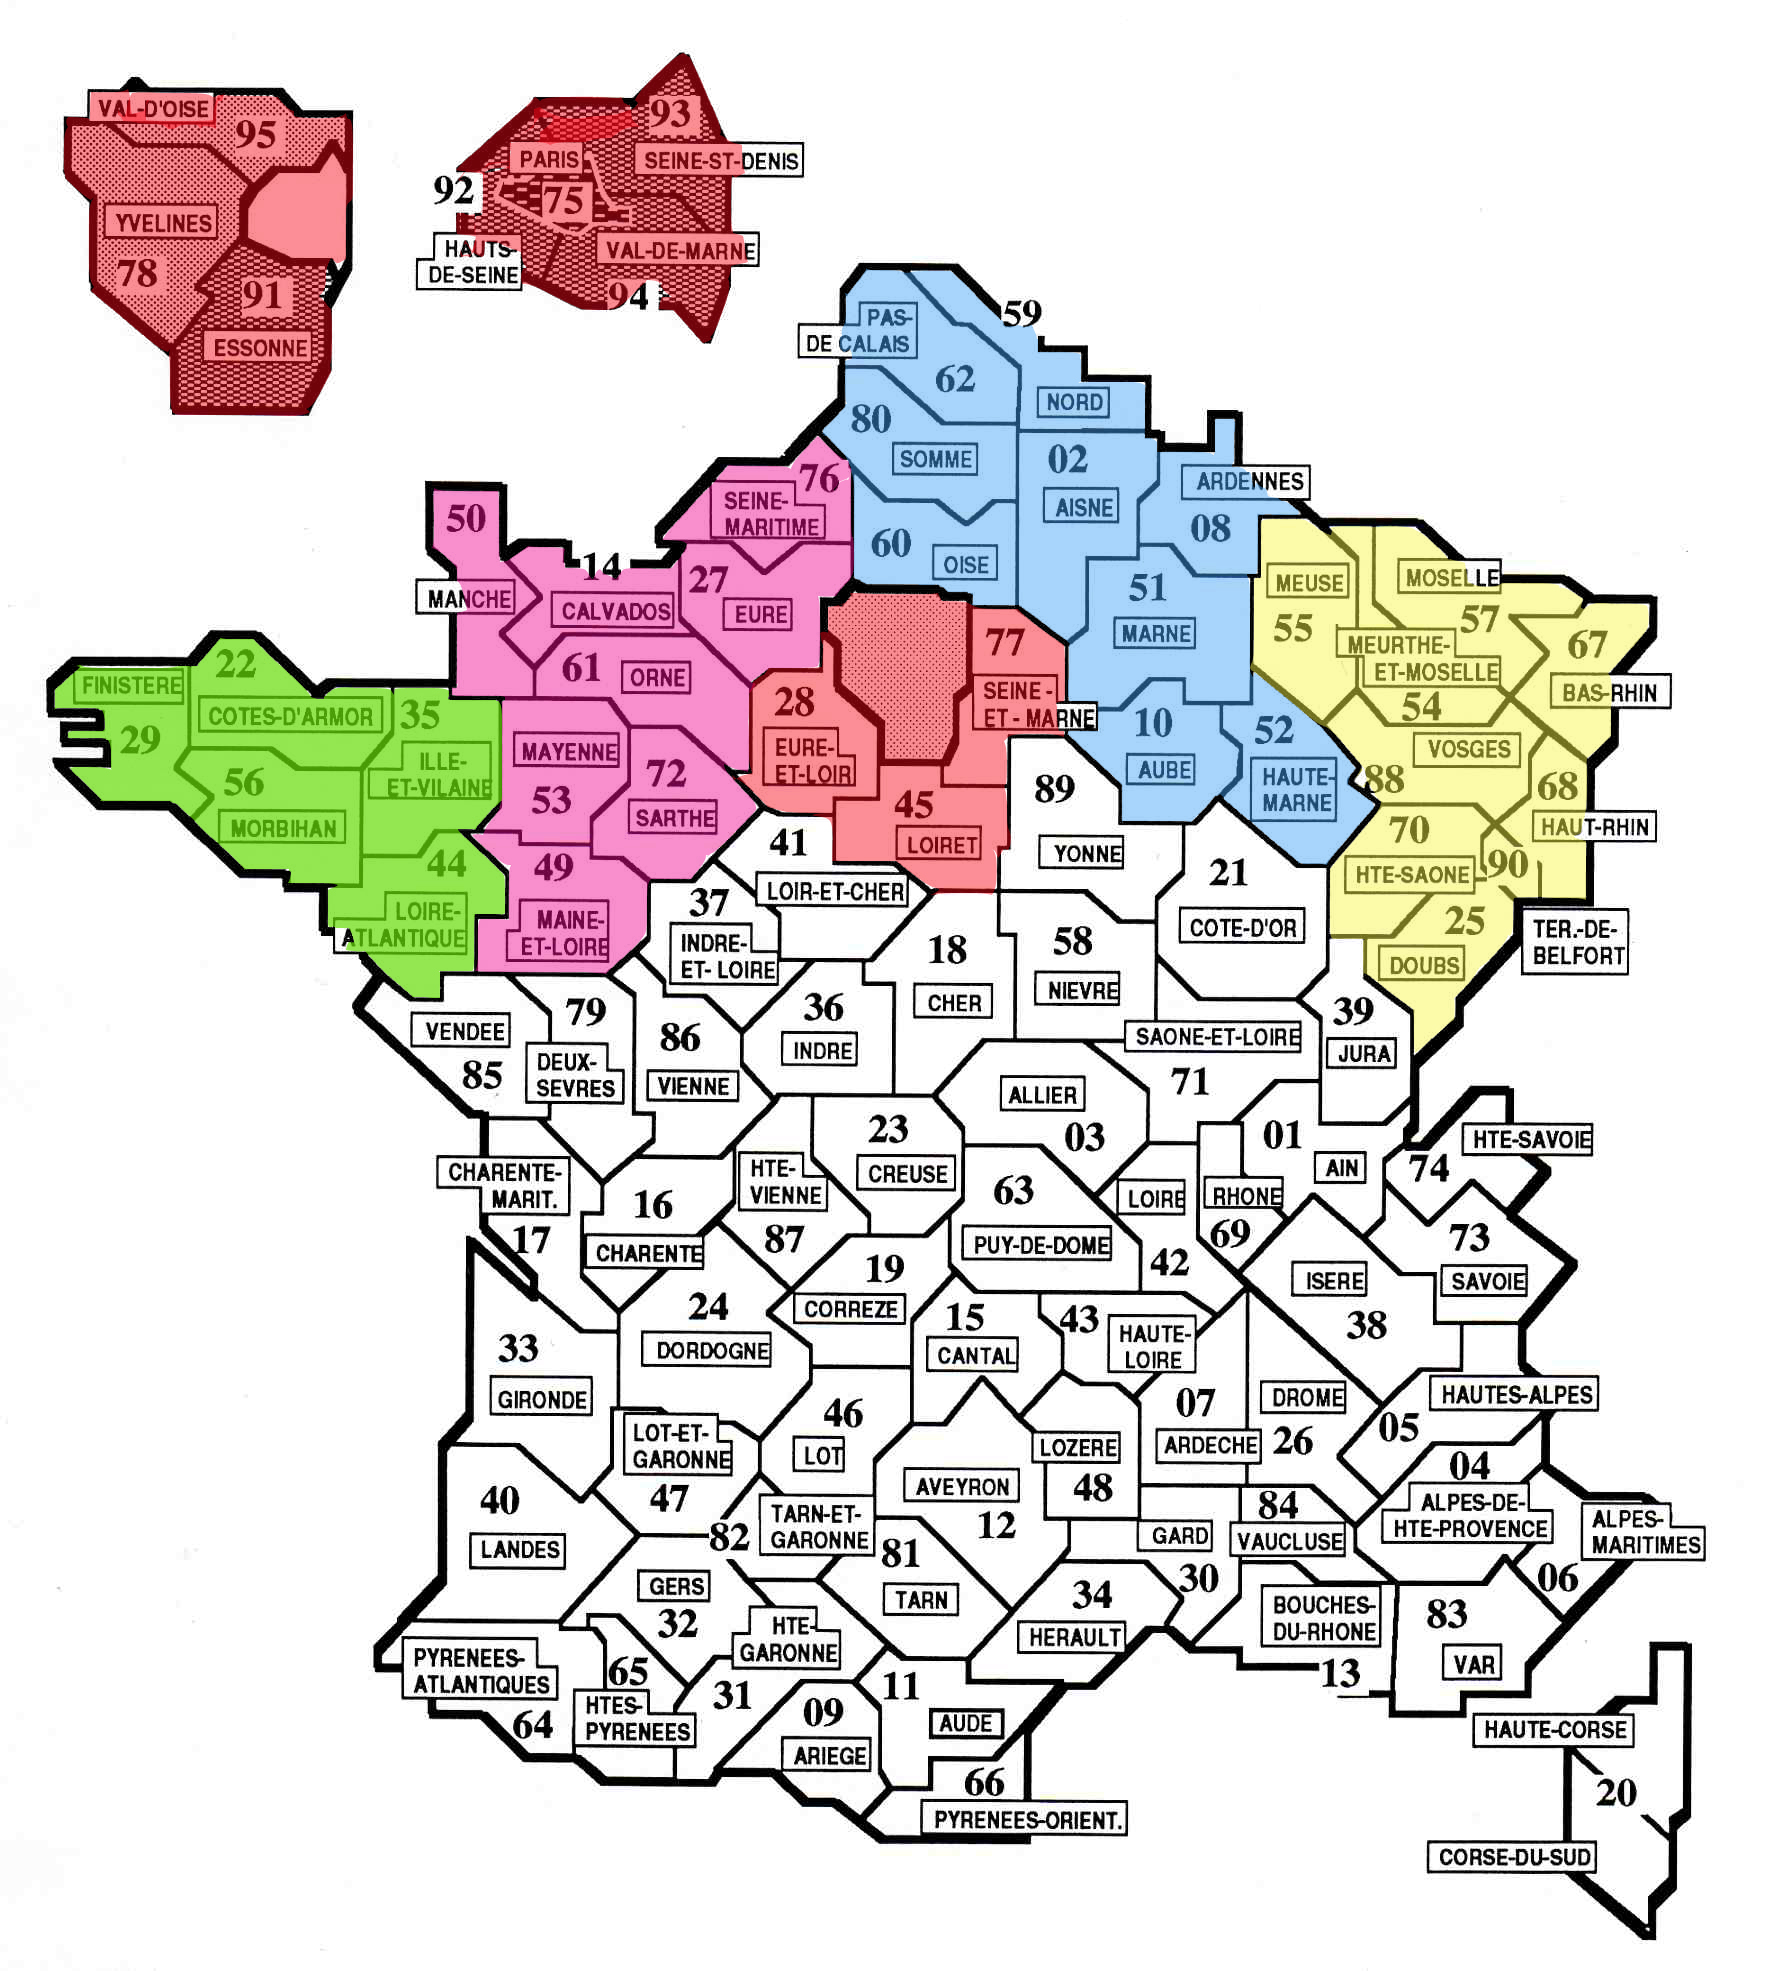 VAL-D'OISE
95
YVELINES
78
91
ESSONNE
93
PARIS
SEINE-ST-DENIS
92
75
HAUTS-
DE-SEINE
VAL-DE-MARNE
94
59
PAS-
DE CALAIS
62
NORD
80
SOMME
02
AISNE
ARDENNES
08
76
SEINE-
MARITIME
60
OISE
50
14
MANCHE
CALVADOS
27
EURE
51
MARNE
MEUSE
55
MOSELLE
57
MEURTHE-
ET-MOSELLE
54
67
BAS-RHIN
61
ORNE
77
SEINE-
ET-MARNE
28
EURE-
ET-LOIR
22
FINISTERE
COTES-D'ARMOR
29
35
ILLE-
ET-VILAINE
56
MORBIHAN
MAYENNE
53
72
SARTHE
10
AUBE
52
HAUTE-
MARNE
VOSGES
88
68
HAUT-RHIN
45
LOIRET
89
YONNE
41
LOIR-ET-CHER
70
HTE-SAONE
90
TER.-DE-
BELFORT
25
DOUBS
44
LOIRE-
ATLANTIQUE
49
MAINE-
ET-LOIRE
37
INDRE-
ET-LOIRE
21
COTE-D'OR
18
CHER
58
NIEVRE
VENDEE
85
79
DEUX-
SEVRES
86
VIENNE
36
INDRE
SAONE-ET-LOIRE
71
39
JURA
ALLIER
03
23
CREUSE
01
AIN
HTE-SAVOIE
74
CHARENTE-
MARIT.
17
16
CHARENTE
HTE-
VIENNE
87
63
PUY-DE-DOME
LOIRE
42
RHONE
69
73
SAVOIE
ISERE
38
19
CORREZE
24
DORDOGNE
33
GIRONDE
15
CANTAL
43
HAUTE-
LOIRE
07
ARDECHE
DROME
26
HAUTES-ALPES
05
46
LOT
LOT-ET-
GARONNE
47
LOZERE
48
AVEYRON
12
04
ALPES-DE-
HTE-PROVENCE
ALPES-
MARITIMES
06
40
LANDES
82
TARN-ET-
GARONNE
81
TARN
GARD
30
84
VAUCLUSE
GERS
32
HTE-
GARONNE
31
34
HERAULT
BOUCHES-
DU-RHONE
13
83
VAR
PYRENEES-
ATLANTIQUES
64
65
HTES-
PYRENEES
09
ARIEGE
11
AUDE
66
PYRENEES-ORIENT.
HAUTE-CORSE
20
CORSE-DU-SUD